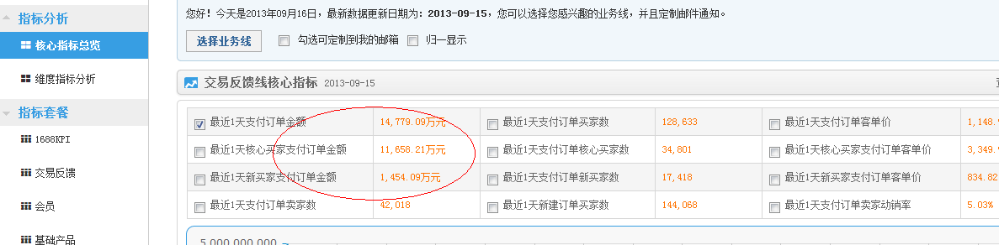 指标分析
核心指标总览
维度指标分析
指标套餐
1688KPI
交易反馈
会员
基础产品
您好！今天是2013年09月16日，最新数据更新日期为：2013-09-15，您可以选择您感兴趣的业务线，并且定制邮件通知。
选择业务线 勾选可定制到我的邮箱 归一显示
交易反馈线核心指标 2013-09-15
最近1天支付订单金额 14,779.09万元 最近1天支付订单买家数 128,633 最近1天支付订单客单价 1,148.
最近1天核心买家支付订单金额 11,658.21万元 最近1天支付订单核心买家数 34,801 最近1天核心买家支付订单客单价 3,349.
最近1天新买家支付订单金额 1,454.09万元 最近1天支付订单新买家数 17,418 最近1天新买家支付订单客单价 834.82
最近1天支付订单卖家数 42,018 最近1天新建订单买家数 144,068 最近1天支付订单卖家动销率 5.03%
5,000,000,000